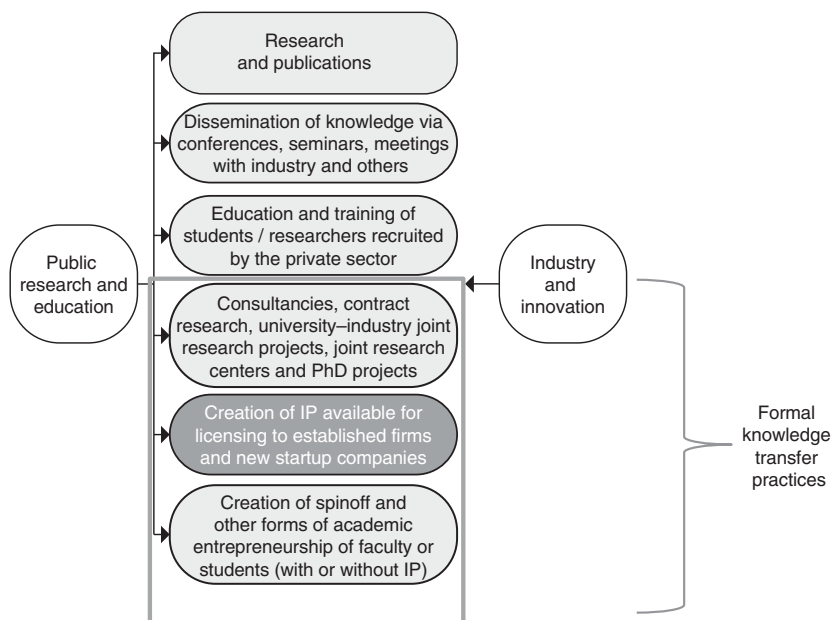 Research
and publications
Dissemination of knowledge via
conferences, seminars, meetings
with industry and others
Education and training of
students / researchers recruited
by the private sector
Public
research and
education
Industry
and
innovation
Consultancies, contract
research, university–industry joint
research projects, joint research
centers and PhD projects
Creation of IP available for
licensing to established firms
and new startup companies
Formal
knowledge
transfer
practices
Creation of spinoff and
other forms of academic
entrepreneurship of faculty or
students (with or without IP)